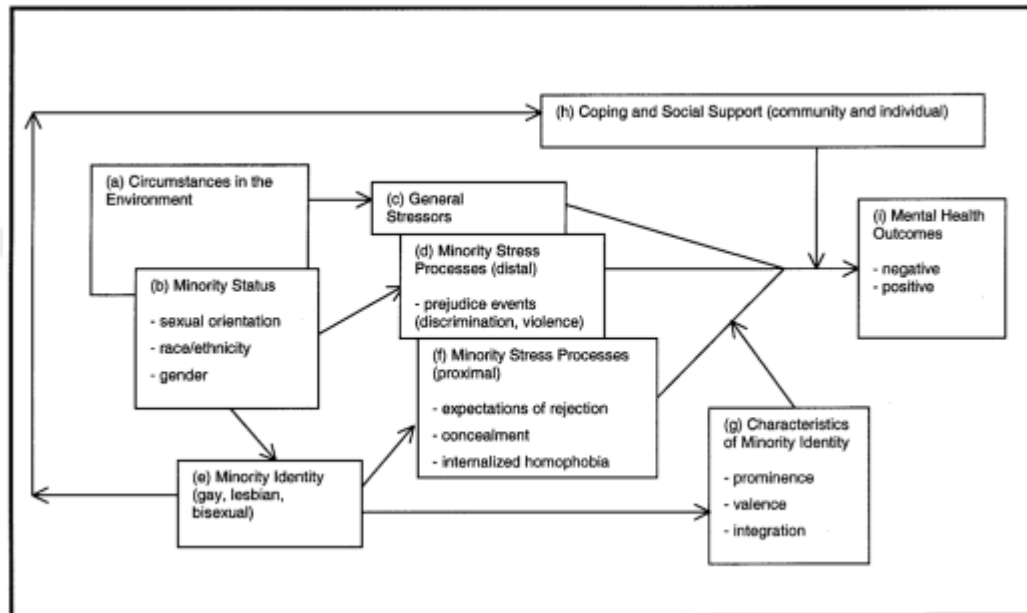 (h) Coping and Social Support (community and individual)
(a) Circumstances in the
Environment
(c) General
Stressors
(i) Mental Health
Outcomes
- negative
- positive
(d) Minority Stress
Processes (distal)
- prejudice events
(discrimination, violence)
(b) Minority Status
- sexual orientation
- race/ethnicity
- gender
(f) Minority Stress Processes
(proximal)
- expectations of rejection
- concealment
- internalized homophobia
(g) Characteristics
of Minority Identity
- prominence
- valence
- integration
(e) Minority Identity
(gay, lesbian,
bisexual)